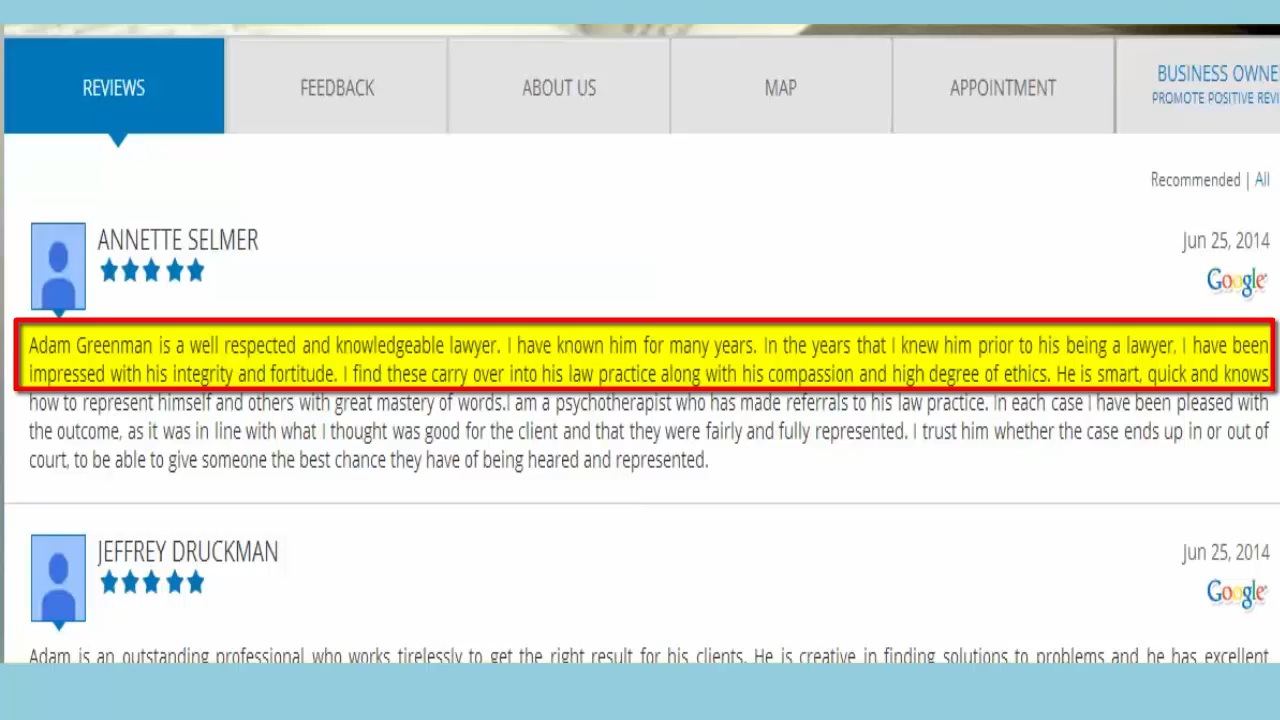 REVIEWS
FEEDBACK
ABOUT US
MAP
APPOINTMENT
BUSINESS OWNE
PROMOTE POSITIVE REVI
Recommended | All
ANNETTE SELMER
Jun 25, 2014
Google
Adam Greenman is a well respected and knowledgeable lawyer. I have known him for many years. In the years that I knew him prior to his being a lawyer, I have been
impressed with his integrity and fortitude. I find these carry over into his law practice along with his compassion and high degree of ethics. He is smart, quick and knows
how to represent himself and others with great mastery of words.I am a psychotherapist who has made referrals to his law practice. In each case I have been pleased with
the outcome, as it was in line with what I thought was good for the client and that they were fairly and fully represented. I trust him whether the case ends up in or out of
court, to be able to give someone the best chance they have of being heared and represented.
JEFFREY DRUCKMAN
Jun 25, 2014
Google
Adam is an outstanding professional who works tirelessly to get the right result for his clients. He is creative in finding solutions to problems and he has excellent